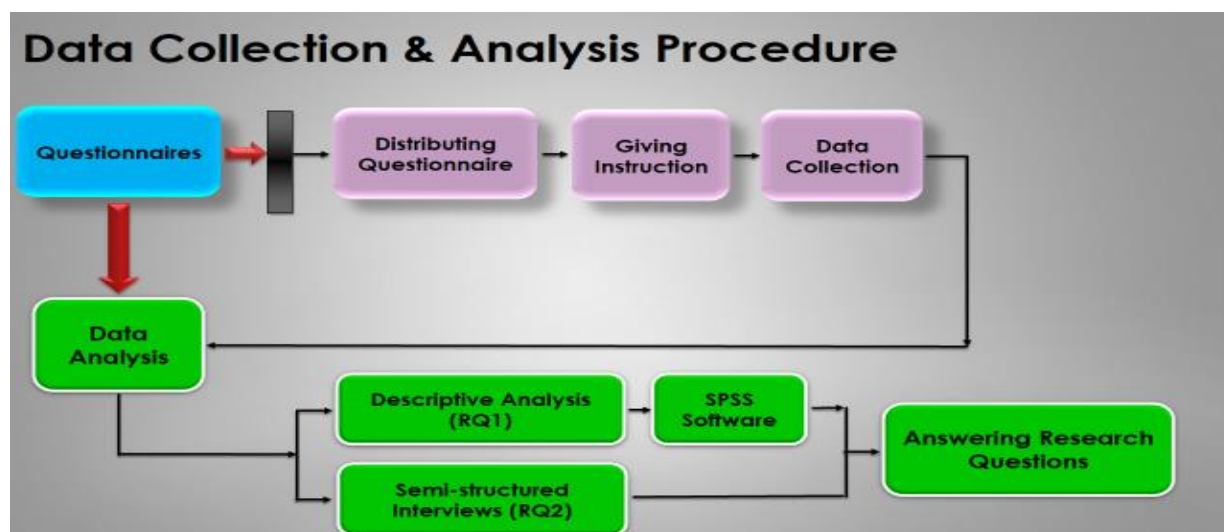 Data Collection & Analysis Procedure
Questionnaires
Distributing
Questionnaire
Giving
Instruction
Data
Collection
Data
Analysis
Descriptive Analysis
(RQ1)
SPSS
Software
Semi-structured
Interviews (RQ2)
Answering Research
Questions